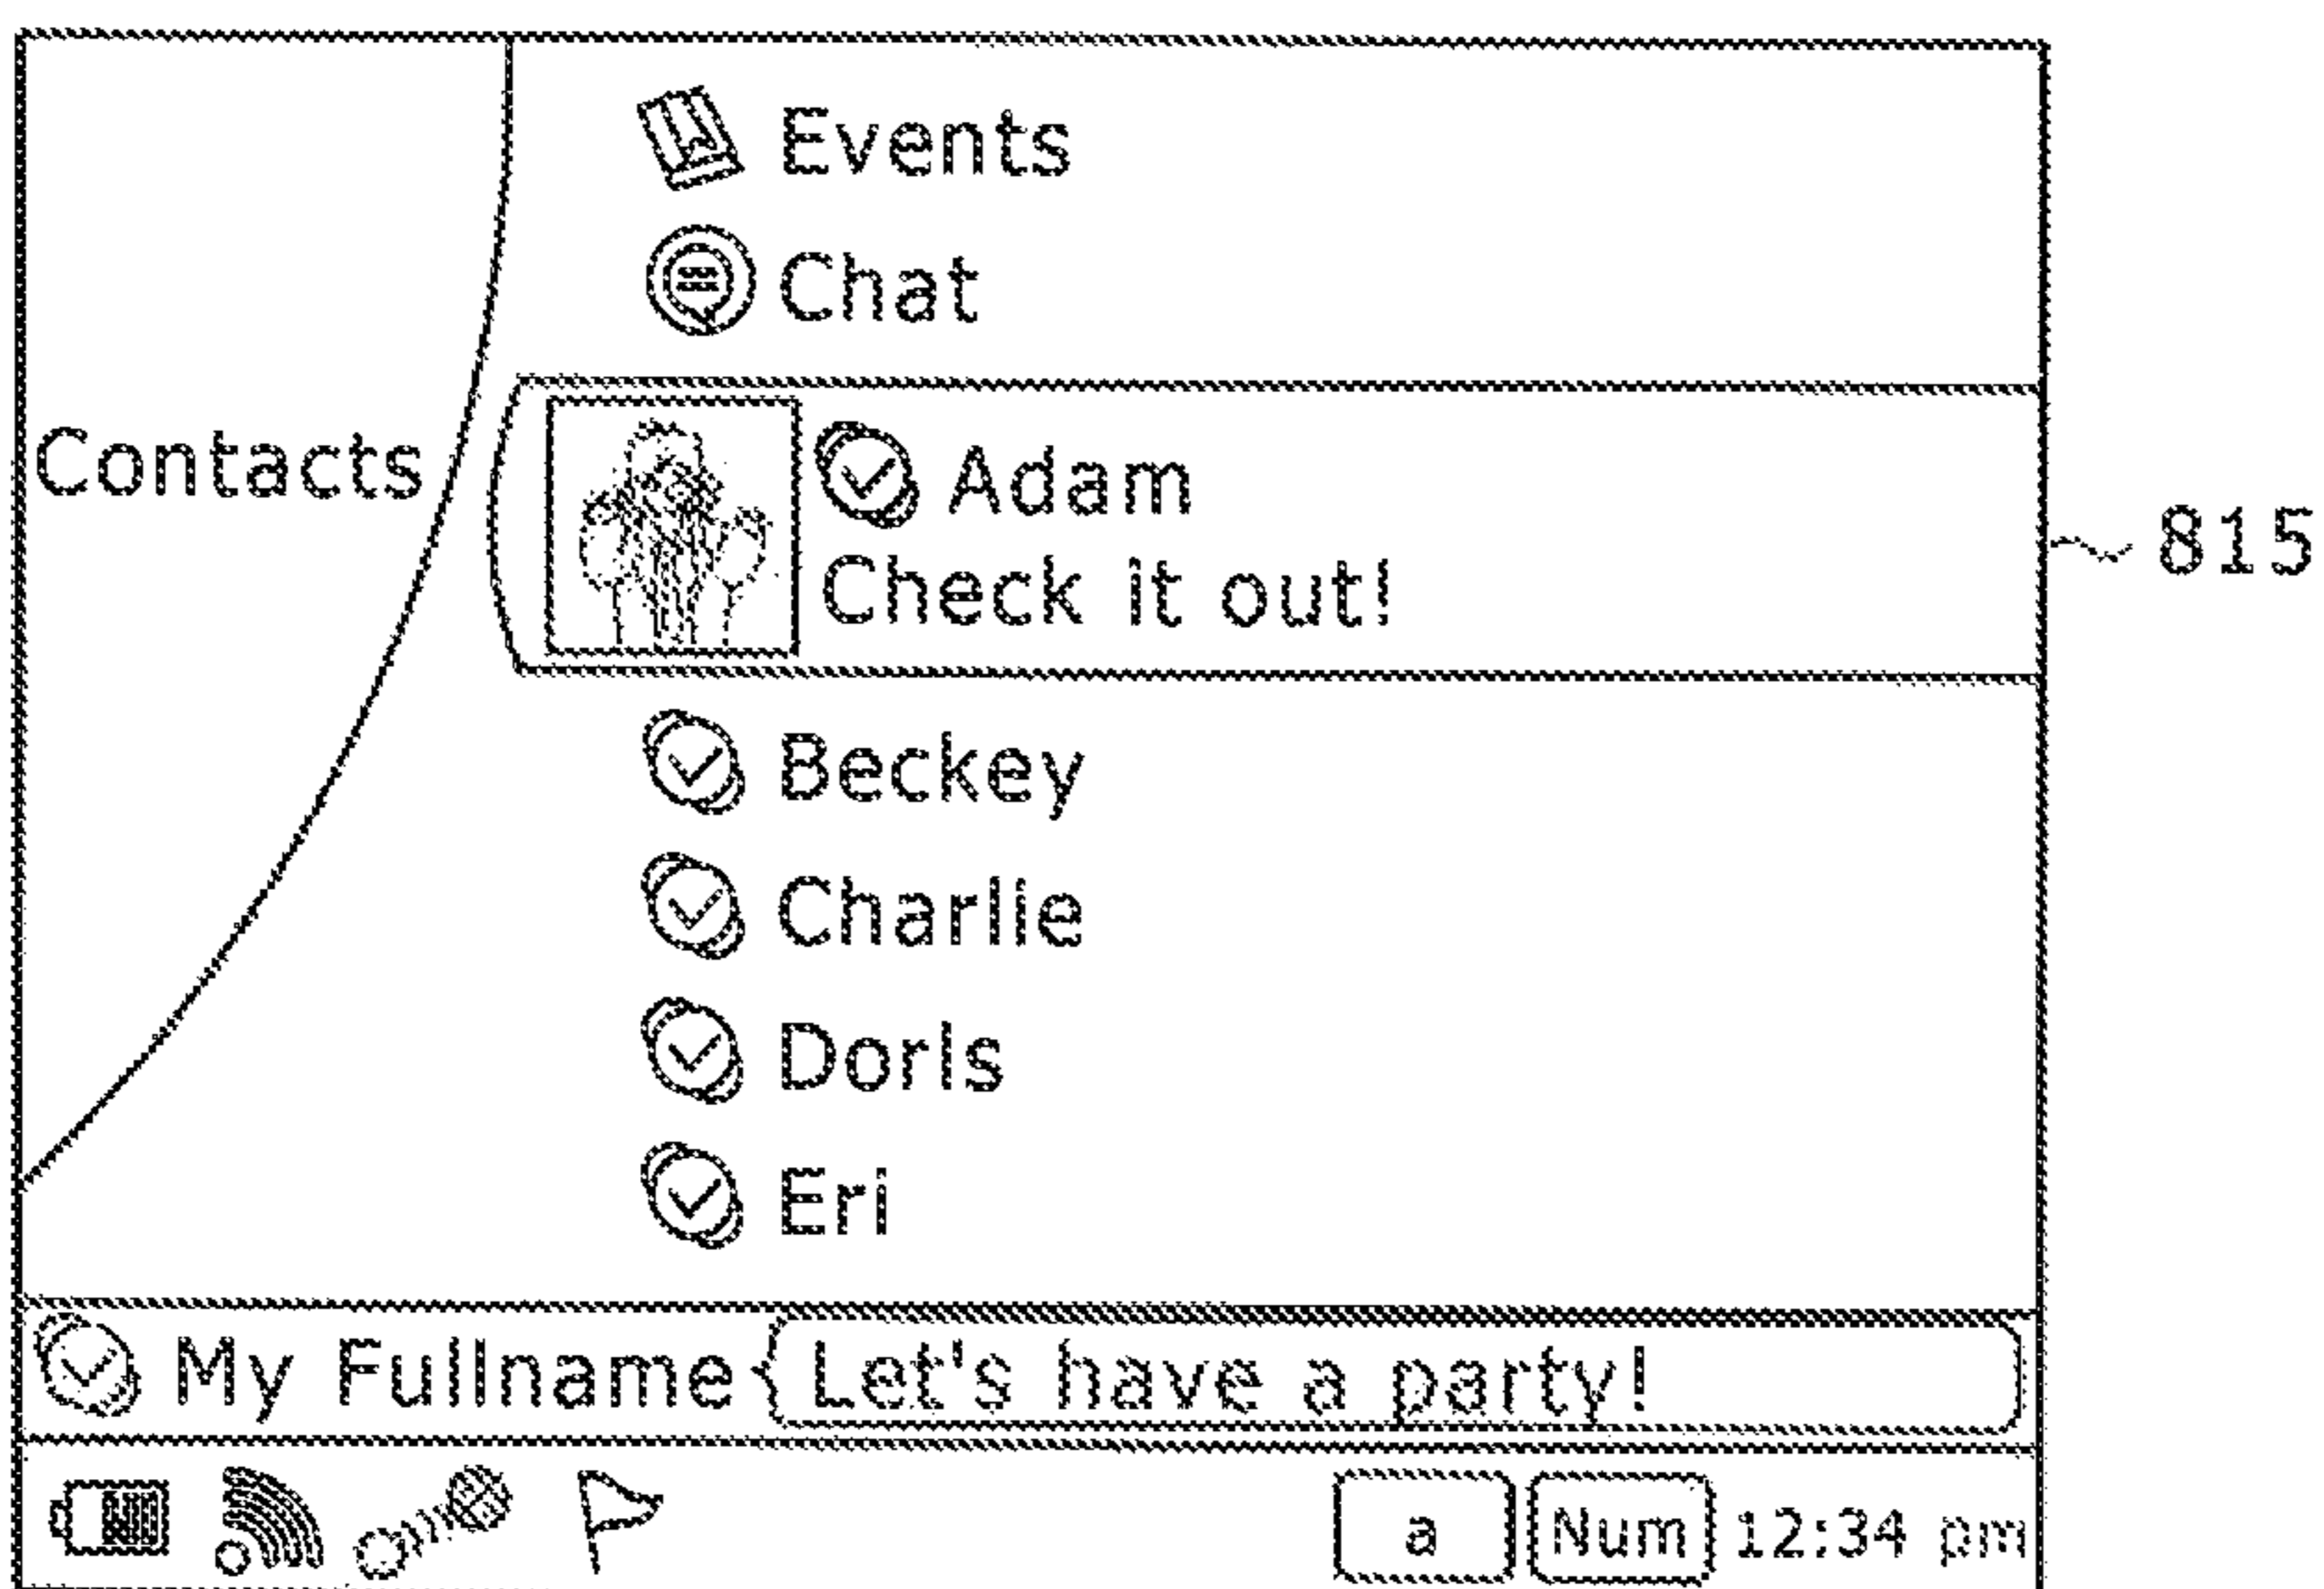 Events
Chat
Contacts
Adam
Check it out!
815
Beckey
Charlie
Dorls
Eri
My Fullname Let's have a party!
a Num 12:34 pm